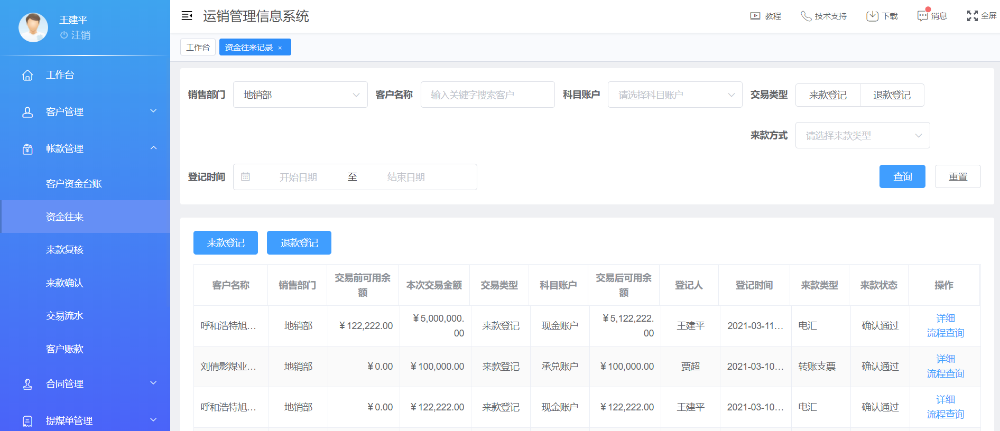 王建平
注销
工作台
客户管理
帐款管理
客户资金台账
资金往来
来款复核
来款确认
交易流水
客户账款
合同管理
提煤单管理
运销管理信息系统
教程 技术支持 下载 消息 全屏
工作台 资金往来记录 ×
销售部门 地销部 客户名称 输入关键字搜索客户 科目账户 请选择科目账户 交易类型 来款登记 退款登记
来款方式 请选择来款类型
登记时间 开始日期 至 结束日期 查询 重置
来款登记 退款登记
客户名称 销售部门 交易前可用余额 本次交易金额 交易类型 科目账户 交易后可用余额 登记人 登记时间 来款类型 来款状态 操作
呼和浩特旭... 地销部 ¥122,222.00 ¥5,000,000.00 来款登记 现金账户 ¥5,122,222.00 王建平 2021-03-11... 电汇 确认通过 详细 流程查询
刘倩影煤业... 地销部 ¥0.00 ¥100,000.00 来款登记 承兑账户 ¥100,000.00 贾超 2021-03-10... 转账支票 确认通过 详细 流程查询
呼和浩特旭... 地销部 ¥0.00 ¥122,222.00 来款登记 现金账户 ¥122,222.00 王建平 2021-03-10... 电汇 确认通过 详细 流程查询